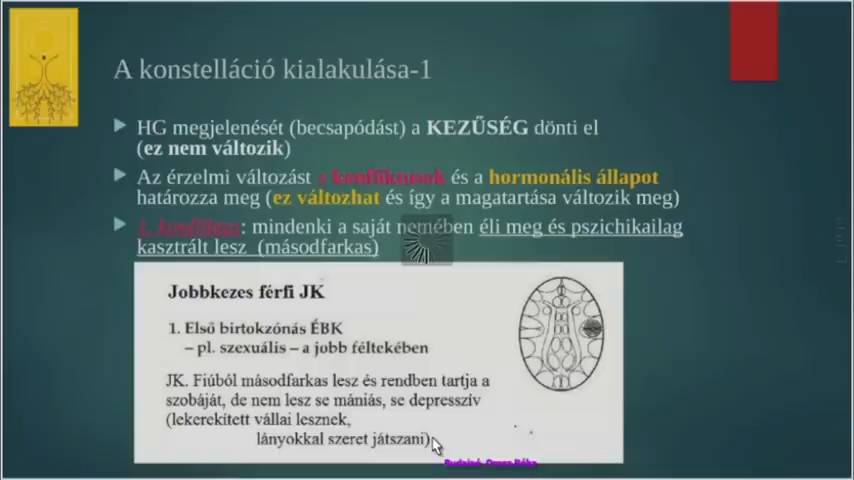 A konstelláció kialakulása-1
HG megjelenését (becsapódást) a KEZŰSÉG dönti el
(ez nem változik)
Az érzelmi változást a konfliktusok és a hormonális állapot
határozza meg (ez változhat és így a magatartása változik meg)
1. konfliktus: mindenki a saját nemében éli meg és pszichikailag
kasztrált lesz (másodfarkas)
Jobbkezes férfi JK
1. Első birtokzónás ÉBK
– pl. szexuális – a jobb féltekében
JK. Fiúból másodfarkas lesz és rendben tartja a
szobáját, de nem lesz se mániás, se depresszív
(lekerekített vállai lesznek,
lányokkal szeret játszani)